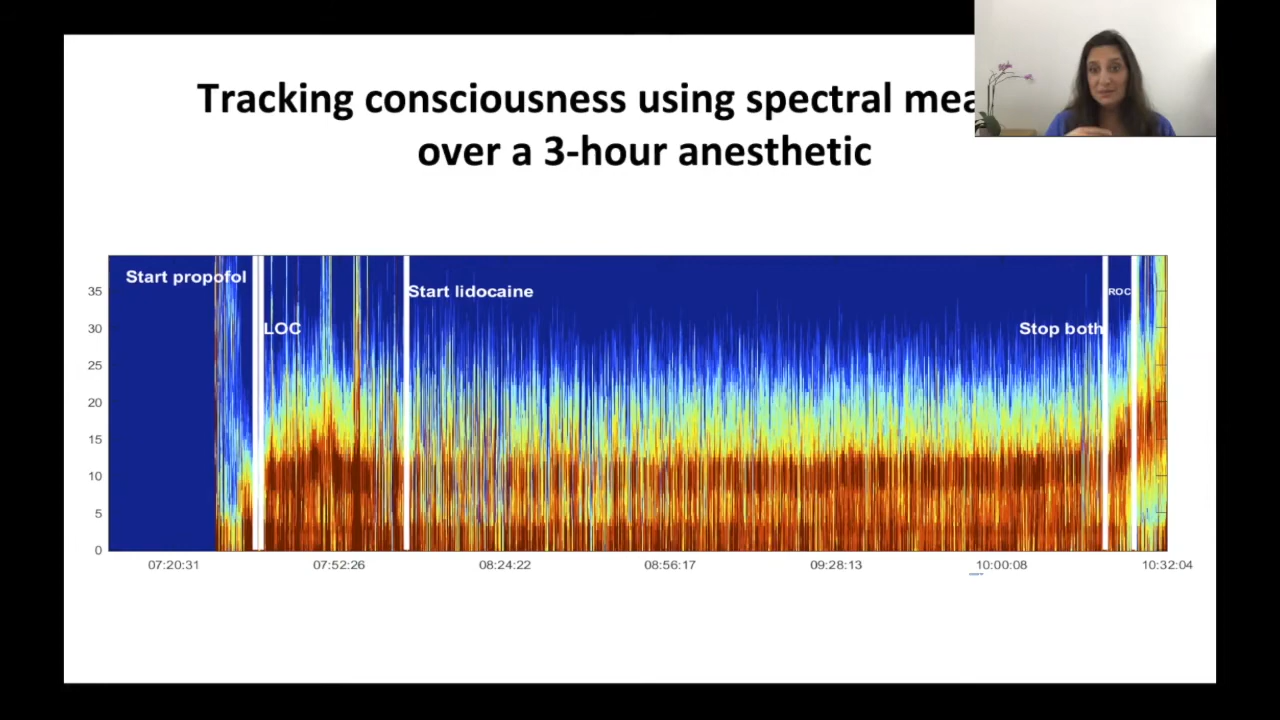 Tracking consciousness using spectral mea
over a 3-hour anesthetic
Start propofol
LOC
Start lidocaine
Stop both
ROC
35
30
25
20
15
10
5
0
07:20:31
07:52:26
08:24:22
08:56:17
09:28:13
10:00:08
10:32:04